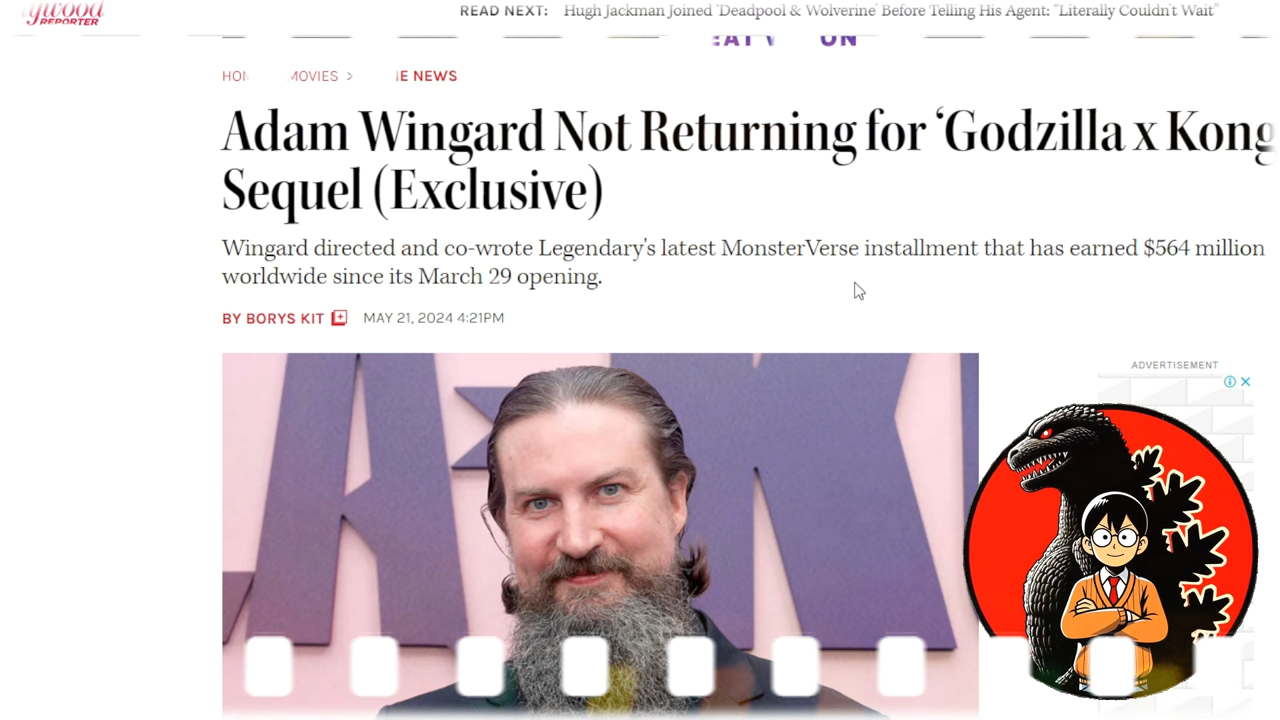 REPORTER
READ NEXT: Hugh Jackman Joined 'Deadpool & Wolverine' Before Telling His Agent: "Literally Couldn't Wait"
MOVIES >
NEWS
Adam Wingard Not Returning for ‘Godzilla x Kong
Sequel (Exclusive)
Wingard directed and co-wrote Legendary's latest MonsterVerse installment that has earned $564 million
worldwide since its March 29 opening.
BY BORYS KIT MAY 21, 2024 4:21PM
ADVERTISEMENT
A x K